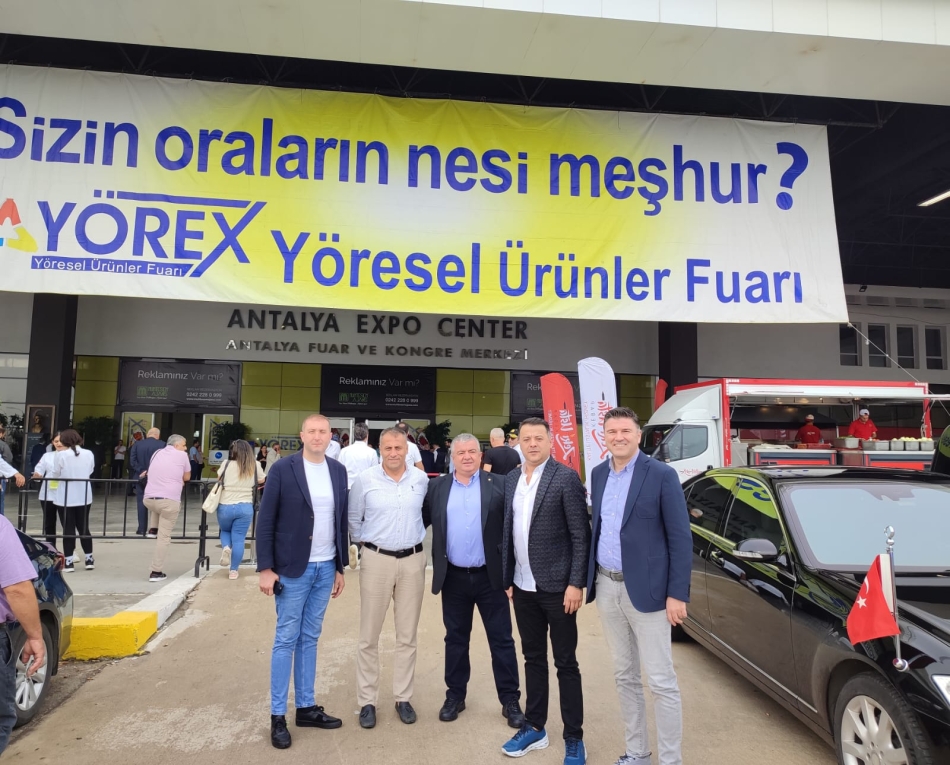 Sizin oraların nesi meşhur?
YÖREX
Yöresel Ürünler Fuarı
Yöresel Ürünler Fuarı
ANTALYA EXPO CENTER
ANTALYA FUAR VE KONGRE MERKEZİ
Reklamınız Var mı?
Reklamınız Var mı?